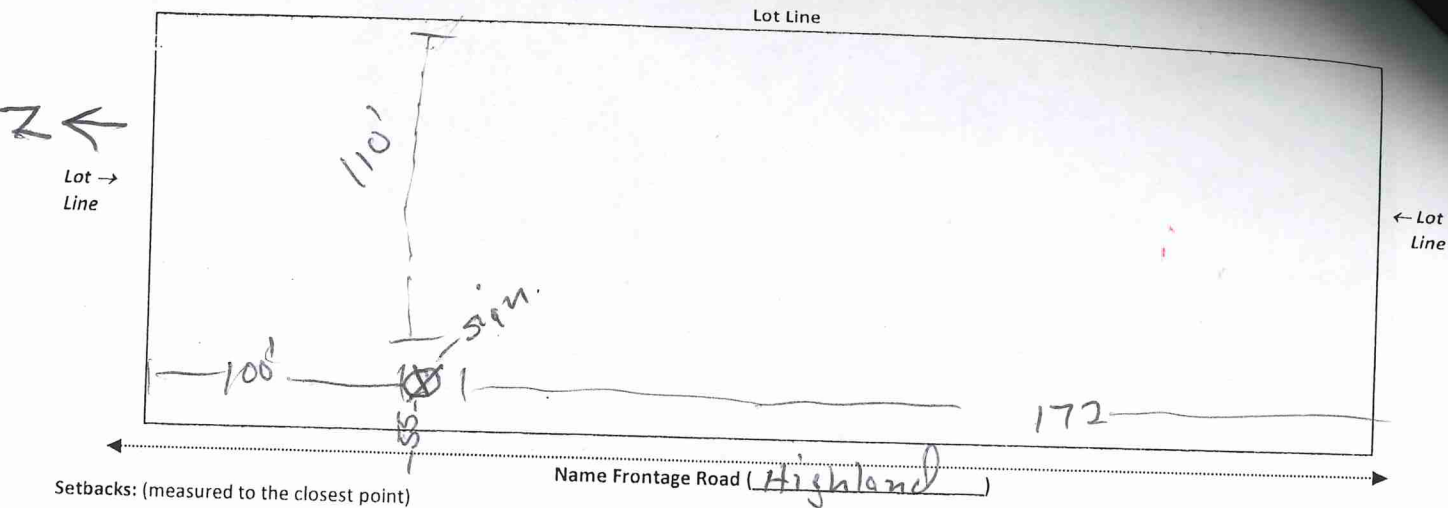 Lot Line
110'
N ←
Lot →
Line
← Lot
Line
sign.
100'
55
172
Name Frontage Road (Highland)
Setbacks: (measured to the closest point)